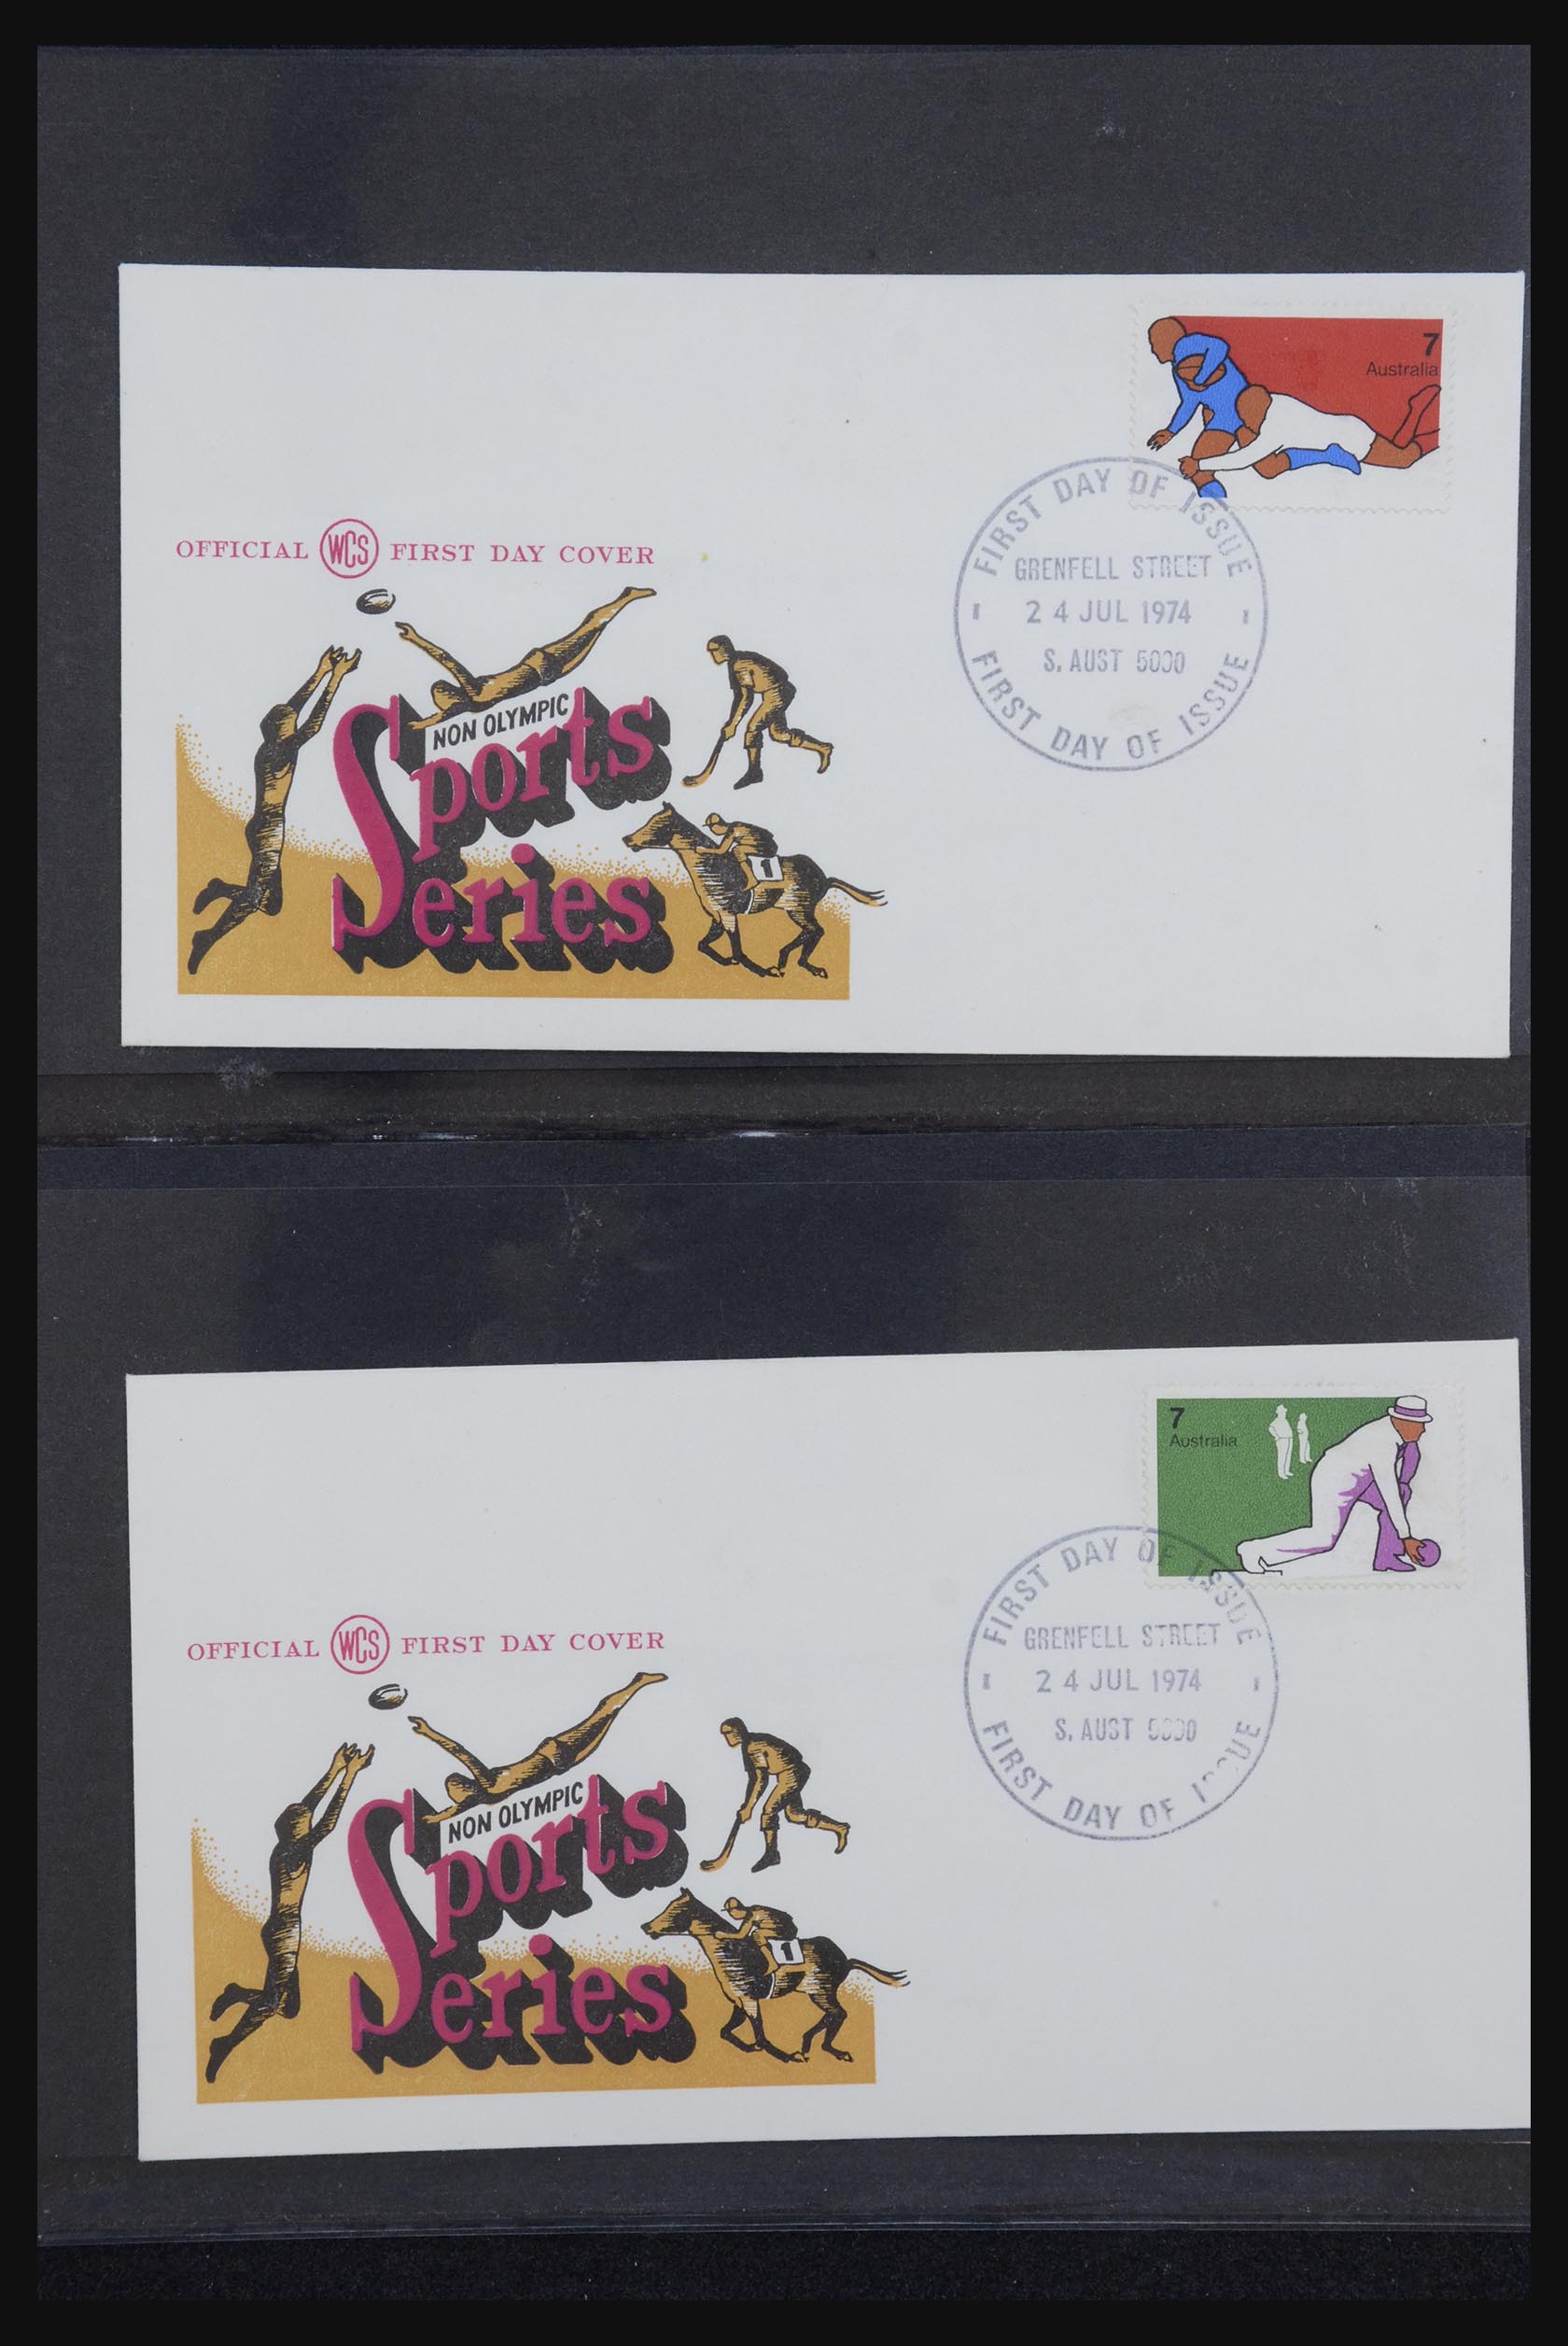 7
Australia
OFFICIAL WCS FIRST DAY COVER
FIRST DAY OF ISSUE
GRENFELL STREET
24 JUL 1974
S. AUST 5000
FIRST DAY OF ISSUE
NON OLYMPIC
Sports
Series
1
7
Australia
OFFICIAL WCS FIRST DAY COVER
FIRST DAY OF ISSUE
GRENFELL STREET
24 JUL 1974
S. AUST 5000
FIRST DAY OF ISSUE
NON OLYMPIC
Sports
Series
1